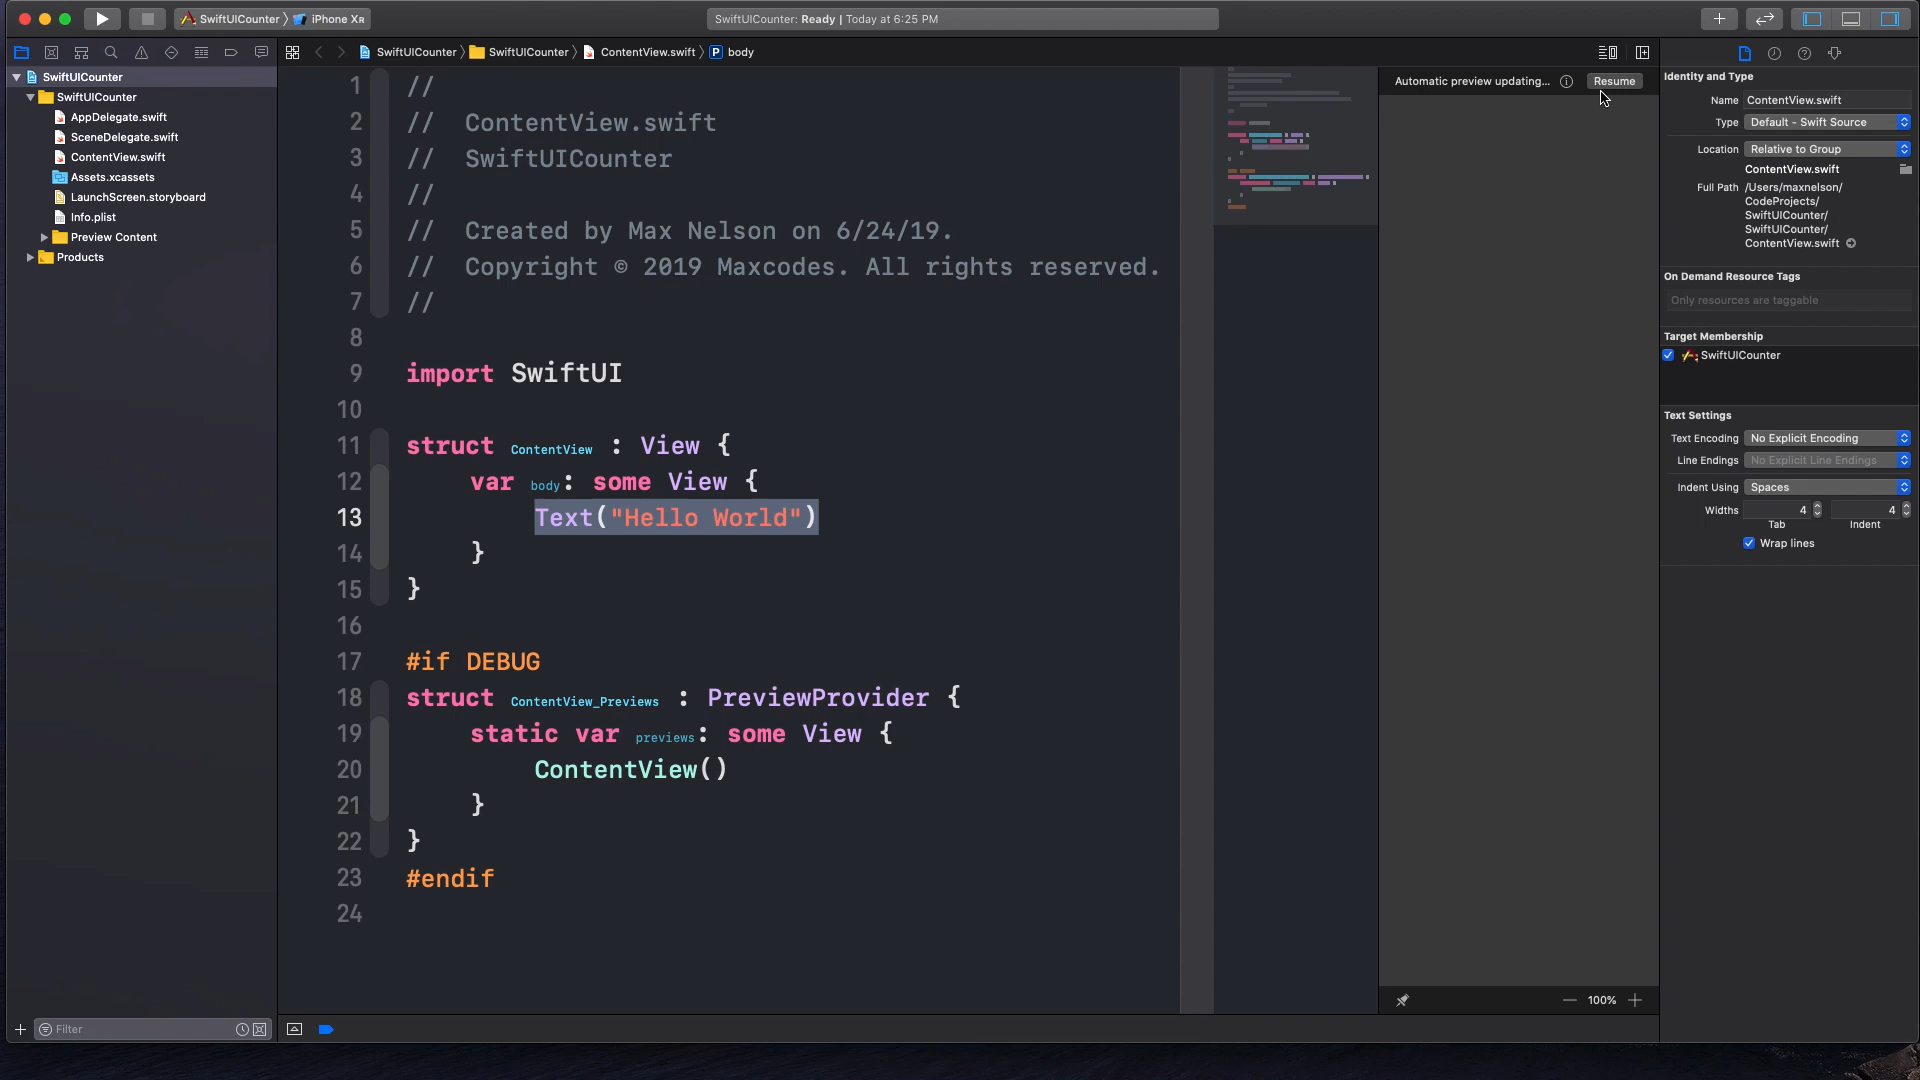 SwiftUICounter
iPhone Xʀ
SwiftUICounter: Ready | Today at 6:25 PM
SwiftUICounter
SwiftUICounter
ContentView.swift
P body
SwiftUICounter
SwiftUICounter
AppDelegate.swift
SceneDelegate.swift
ContentView.swift
Assets.xcassets
LaunchScreen.storyboard
Info.plist
Preview Content
Products
Filter
1 //
2 // ContentView.swift
3 // SwiftUICounter
4 //
5 // Created by Max Nelson on 6/24/19.
6 // Copyright © 2019 Maxcodes. All rights reserved.
7 //
8
9 import SwiftUI
10
11 struct ContentView : View {
12 var body: some View {
13 Text("Hello World")
14 }
15 }
16
17 #if DEBUG
18 struct ContentView_Previews : PreviewProvider {
19 static var previews: some View {
20 ContentView()
21 }
22 }
23 #endif
24
Automatic preview updating...
Resume
100%
Identity and Type
Name ContentView.swift
Type Default - Swift Source
Location Relative to Group
ContentView.swift
Full Path /Users/maxnelson/
CodeProjects/
SwiftUICounter/
SwiftUICounter/
ContentView.swift
On Demand Resource Tags
Only resources are taggable
Target Membership
SwiftUICounter
Text Settings
Text Encoding No Explicit Encoding
Line Endings No Explicit Line Endings
Indent Using Spaces
Widths 4 4
Tab Indent
Wrap lines